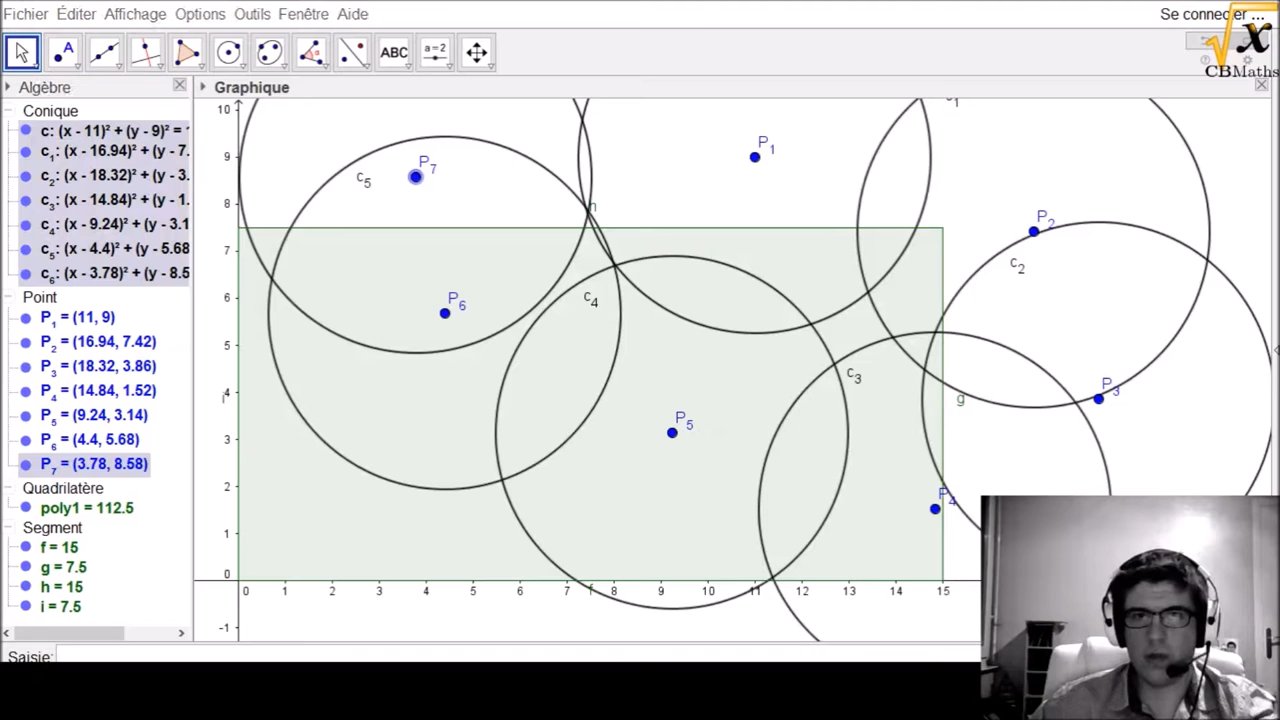 Fichier Éditer Affichage Options Outils Fenêtre Aide
Se connecter ...
x
CBMaths
A
ABC
a=2
Algèbre
Graphique
Conique
c: (x - 11)² + (y - 9)² =
c₁: (x - 16.94)² + (y - 7.
c₂: (x - 18.32)² + (y - 3.
c₃: (x - 14.84)² + (y - 1.
c₄: (x - 9.24)² + (y - 3.1
c₅: (x - 4.4)² + (y - 5.68
c₆: (x - 3.78)² + (y - 8.5
Point
P₁ = (11, 9)
P₂ = (16.94, 7.42)
P₃ = (18.32, 3.86)
P₄ = (14.84, 1.52)
P₅ = (9.24, 3.14)
P₆ = (4.4, 5.68)
P₇ = (3.78, 8.58)
Quadrilatère
poly1 = 112.5
Segment
f = 15
g = 7.5
h = 15
i = 7.5
Saisie:
10
9
8
7
6
5
4
3
2
1
0
-1
0 1 2 3 4 5 6 7 8 9 10 11 12 13 14 15
P₁
P₂
P₃
P₄
P₅
P₆
P₇
c₁
c₂
c₃
c₄
c₅
h
g
f
i